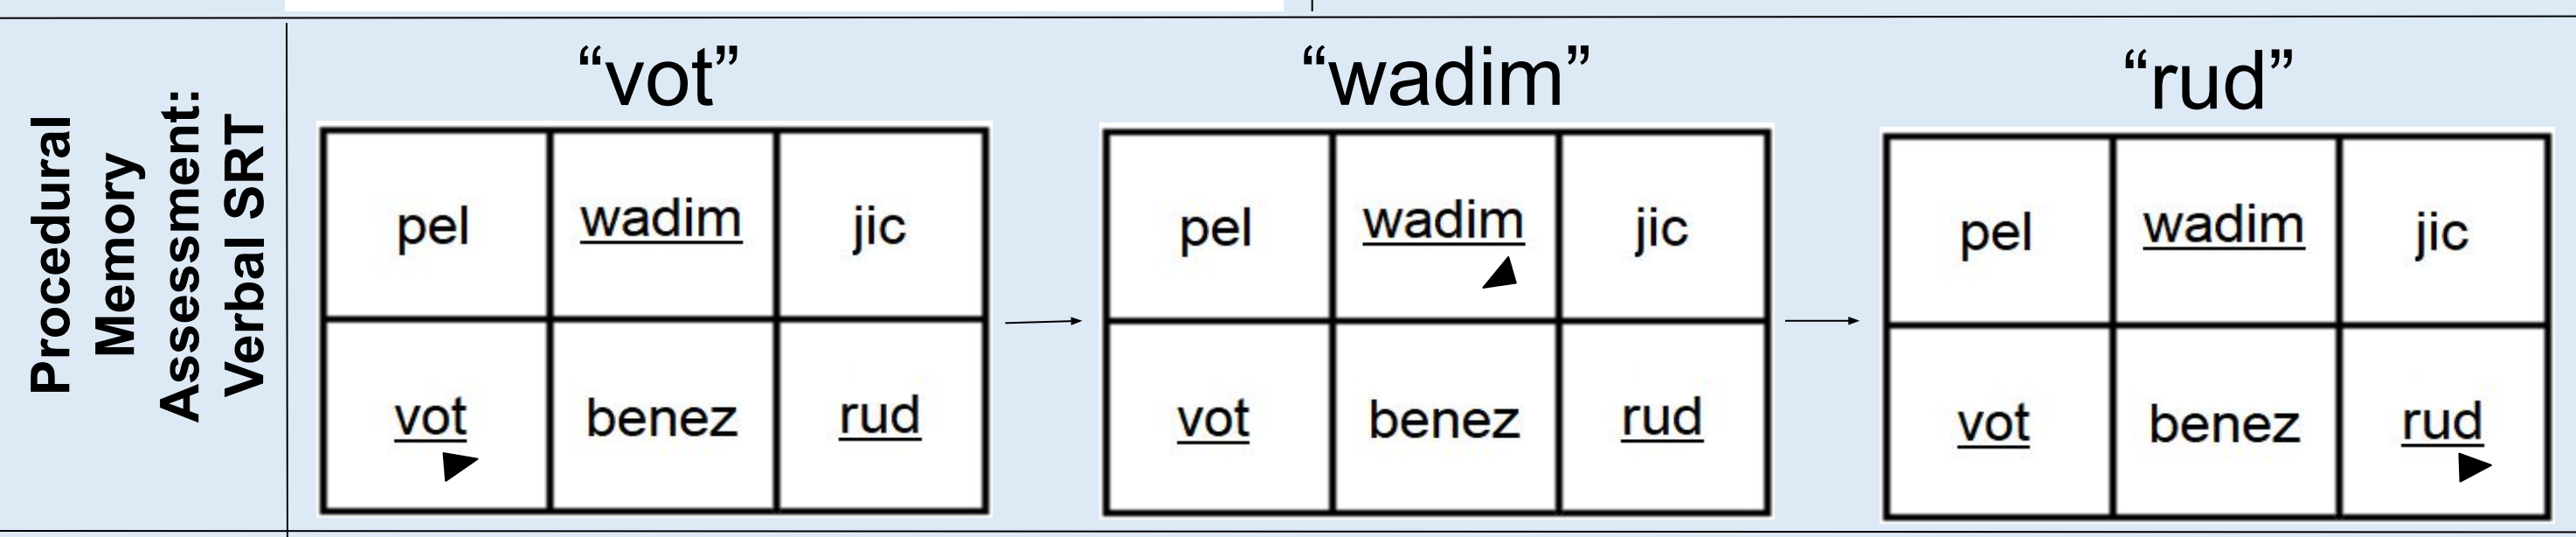 Procedural
Memory
Assessment:
Verbal SRT
“vot”
pel wadim jic
vot benez rud
“wadim”
pel wadim jic
vot benez rud
“rud”
pel wadim jic
vot benez rud